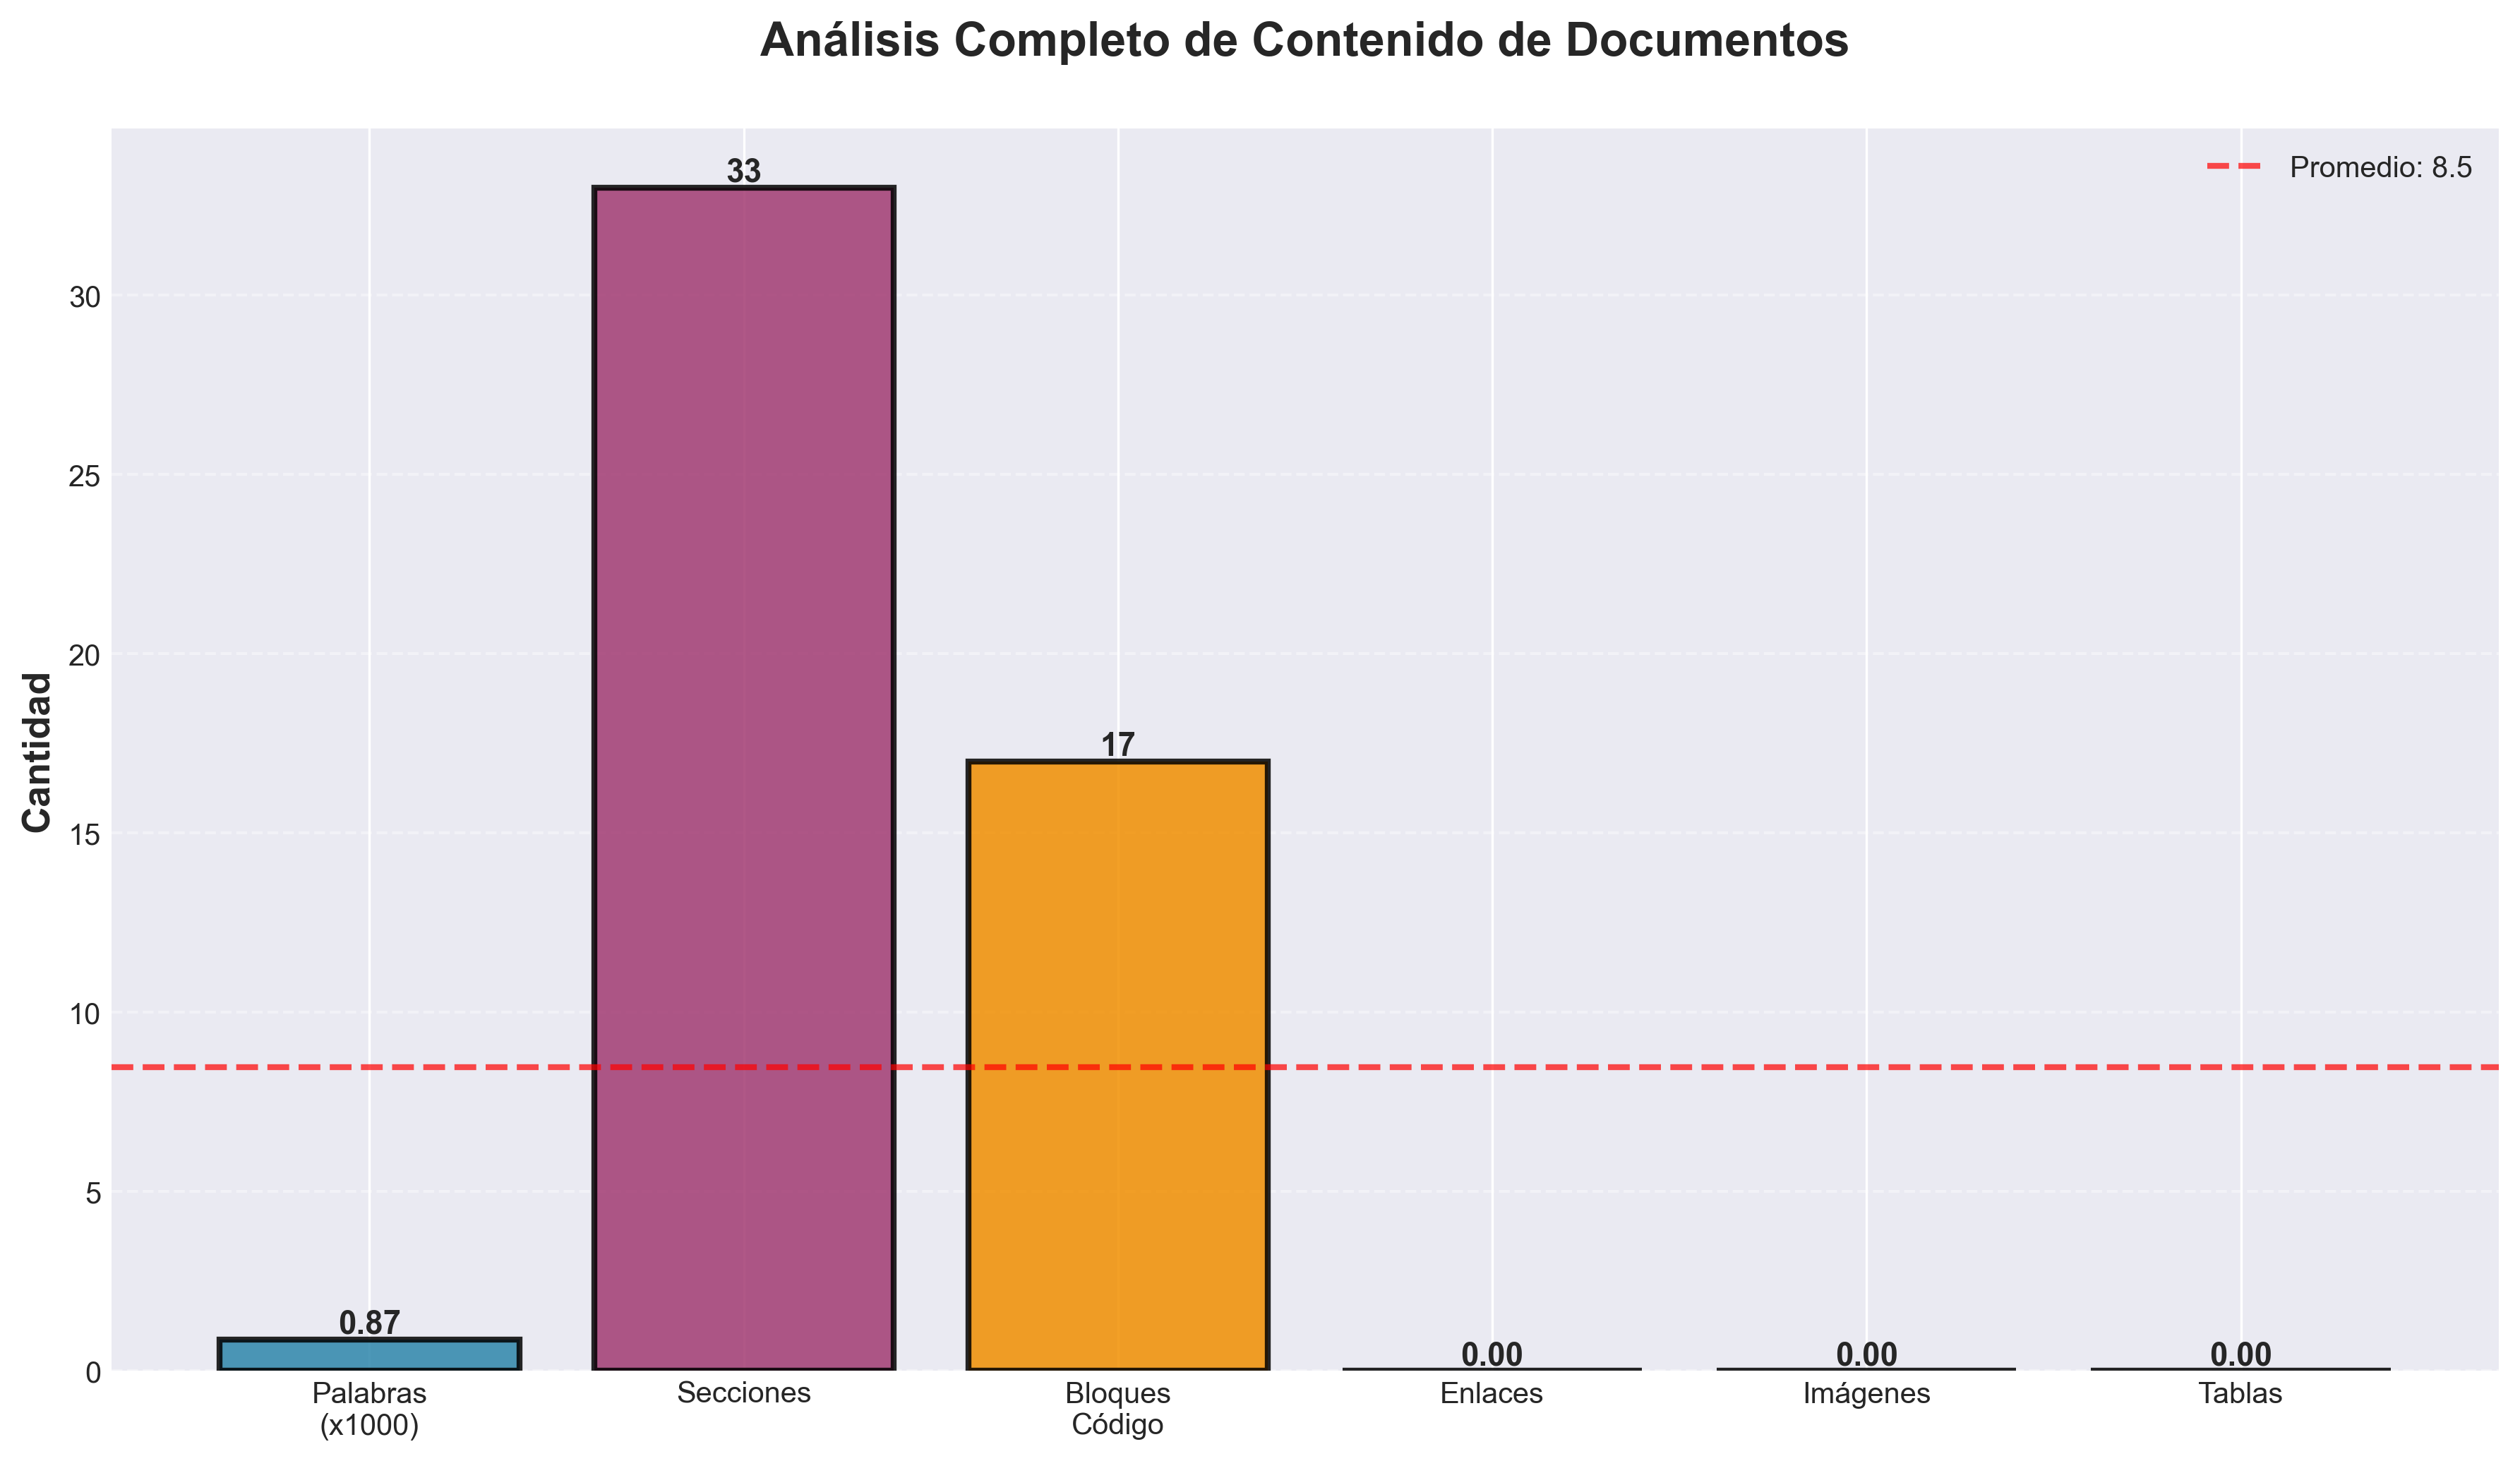 Análisis Completo de Contenido de Documentos
Promedio: 8.5
Cantidad
30
25
20
15
10
5
0
33
17
0.87
0.00
0.00
0.00
Palabras
(x1000)
Secciones
Bloques
Código
Enlaces
Imágenes
Tablas